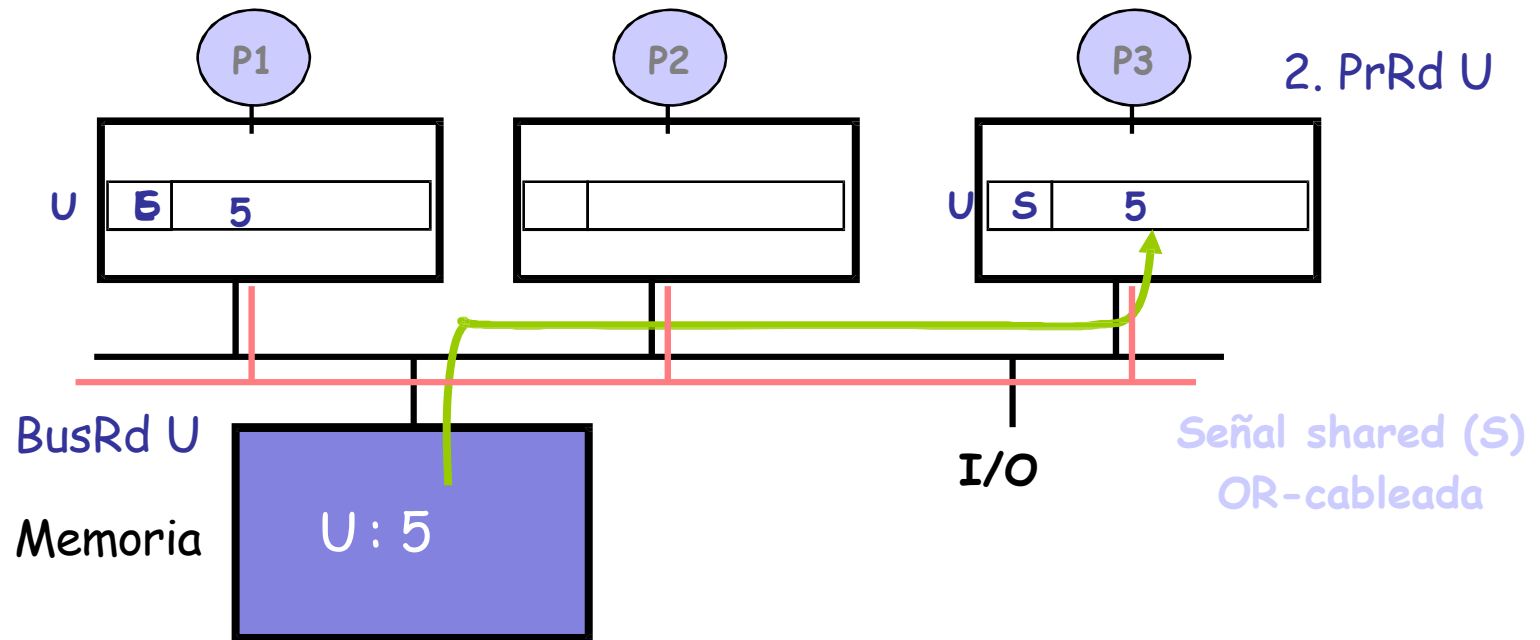 P1
P2
P3
2. PrRd U
U
5
U S 5
BusRd U
Señal shared (S)
OR-cableada
I/O
Memoria
U : 5